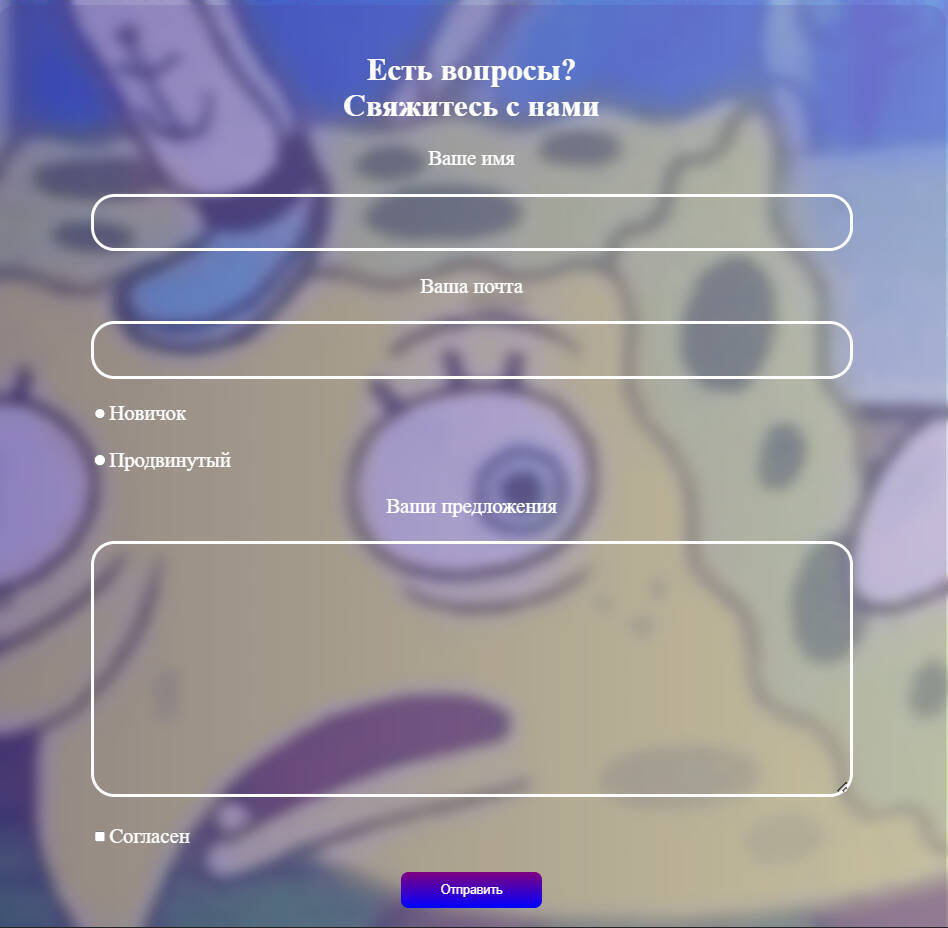 Есть вопросы?
Свяжитесь с нами
Ваше имя
Ваша почта
Новичок
Продвинутый
Ваши предложения
Согласен
Отправить